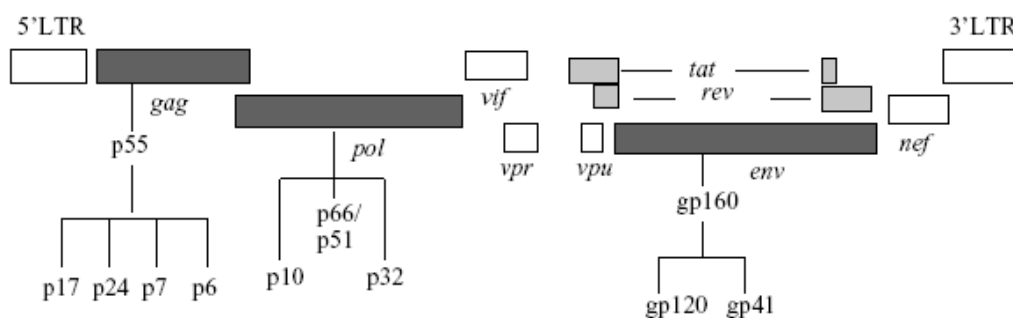 5'LTR
3'LTR
tat
gag
vif
rev
p55
pol
vpr
vpu
env
nef
p66/
p51
gp160
p10
p32
p17 p24 p7 p6
gp120 gp41